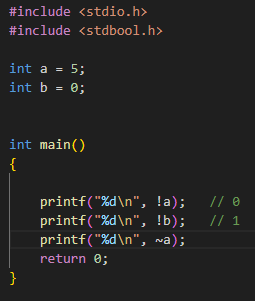 #include <stdio.h>
#include <stdbool.h>
int a = 5;
int b = 0;
int main()
{
printf("%d\n", !a);   // 0
printf("%d\n", !b);   // 1
printf("%d\n", ~a);
return 0;
}